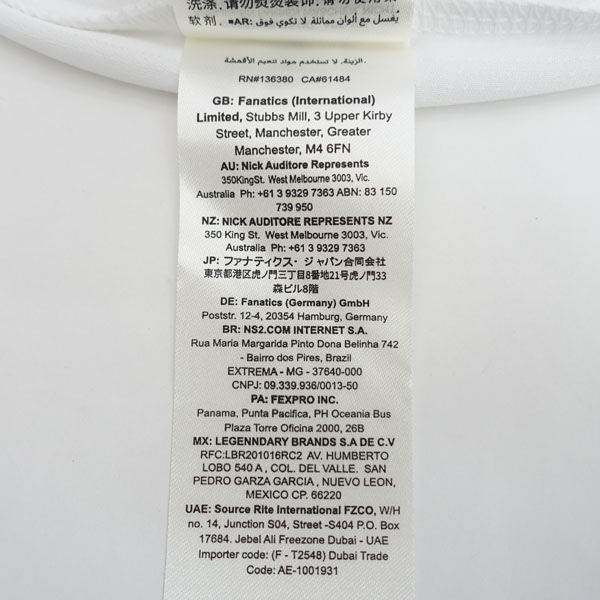 洗涤,请勿熨烫装饰,请勿使用柔
软剂. ■AR: يُغسل مع ألوان مماثلة لا تكوي فوق
الزينة. لا تستخدم مواد تنعيم الأقمشة.
RN#136380 CA#61484
GB: Fanatics (International)
Limited, Stubbs Mill, 3 Upper Kirby
Street, Manchester, Greater
Manchester, M4 6FN
AU: Nick Auditore Represents
350KingSt. West Melbourne 3003, Vic.
Australia Ph: +61 3 9329 7363 ABN: 83 150
739 950
NZ: NICK AUDITORE REPRESENTS NZ
350 King St. West Melbourne 3003, Vic.
Australia Ph: +61 3 9329 7363
JP: ファナティクス・ジャパン合同会社
東京都港区虎ノ門三丁目8番地21号虎ノ門33
森ビル8階
DE: Fanatics (Germany) GmbH
Poststr. 12-4, 20354 Hamburg, Germany
BR: NS2.COM INTERNET S.A.
Rua Maria Margarida Pinto Dona Belinha 742
- Bairro dos Pires, Brazil
EXTREMA - MG - 37640-000
CNPJ: 09.339.936/0013-50
PA: FEXPRO INC.
Panama, Punta Pacifica, PH Oceania Bus
Plaza Torre Oficina 2000, 26B
MX: LEGENNDARY BRANDS S.A DE C.V
RFC:LBR201016RC2 AV. HUMBERTO
LOBO 540 A , COL. DEL VALLE. SAN
PEDRO GARZA GARCIA , NUEVO LEON,
MEXICO CP. 66220
UAE: Source Rite International FZCO, W/H
no. 14, Junction S04, Street -S404 P.O. Box
17684. Jebel Ali Freezone Dubai - UAE
Importer code: (F - T2548) Dubai Trade
Code: AE-1001931